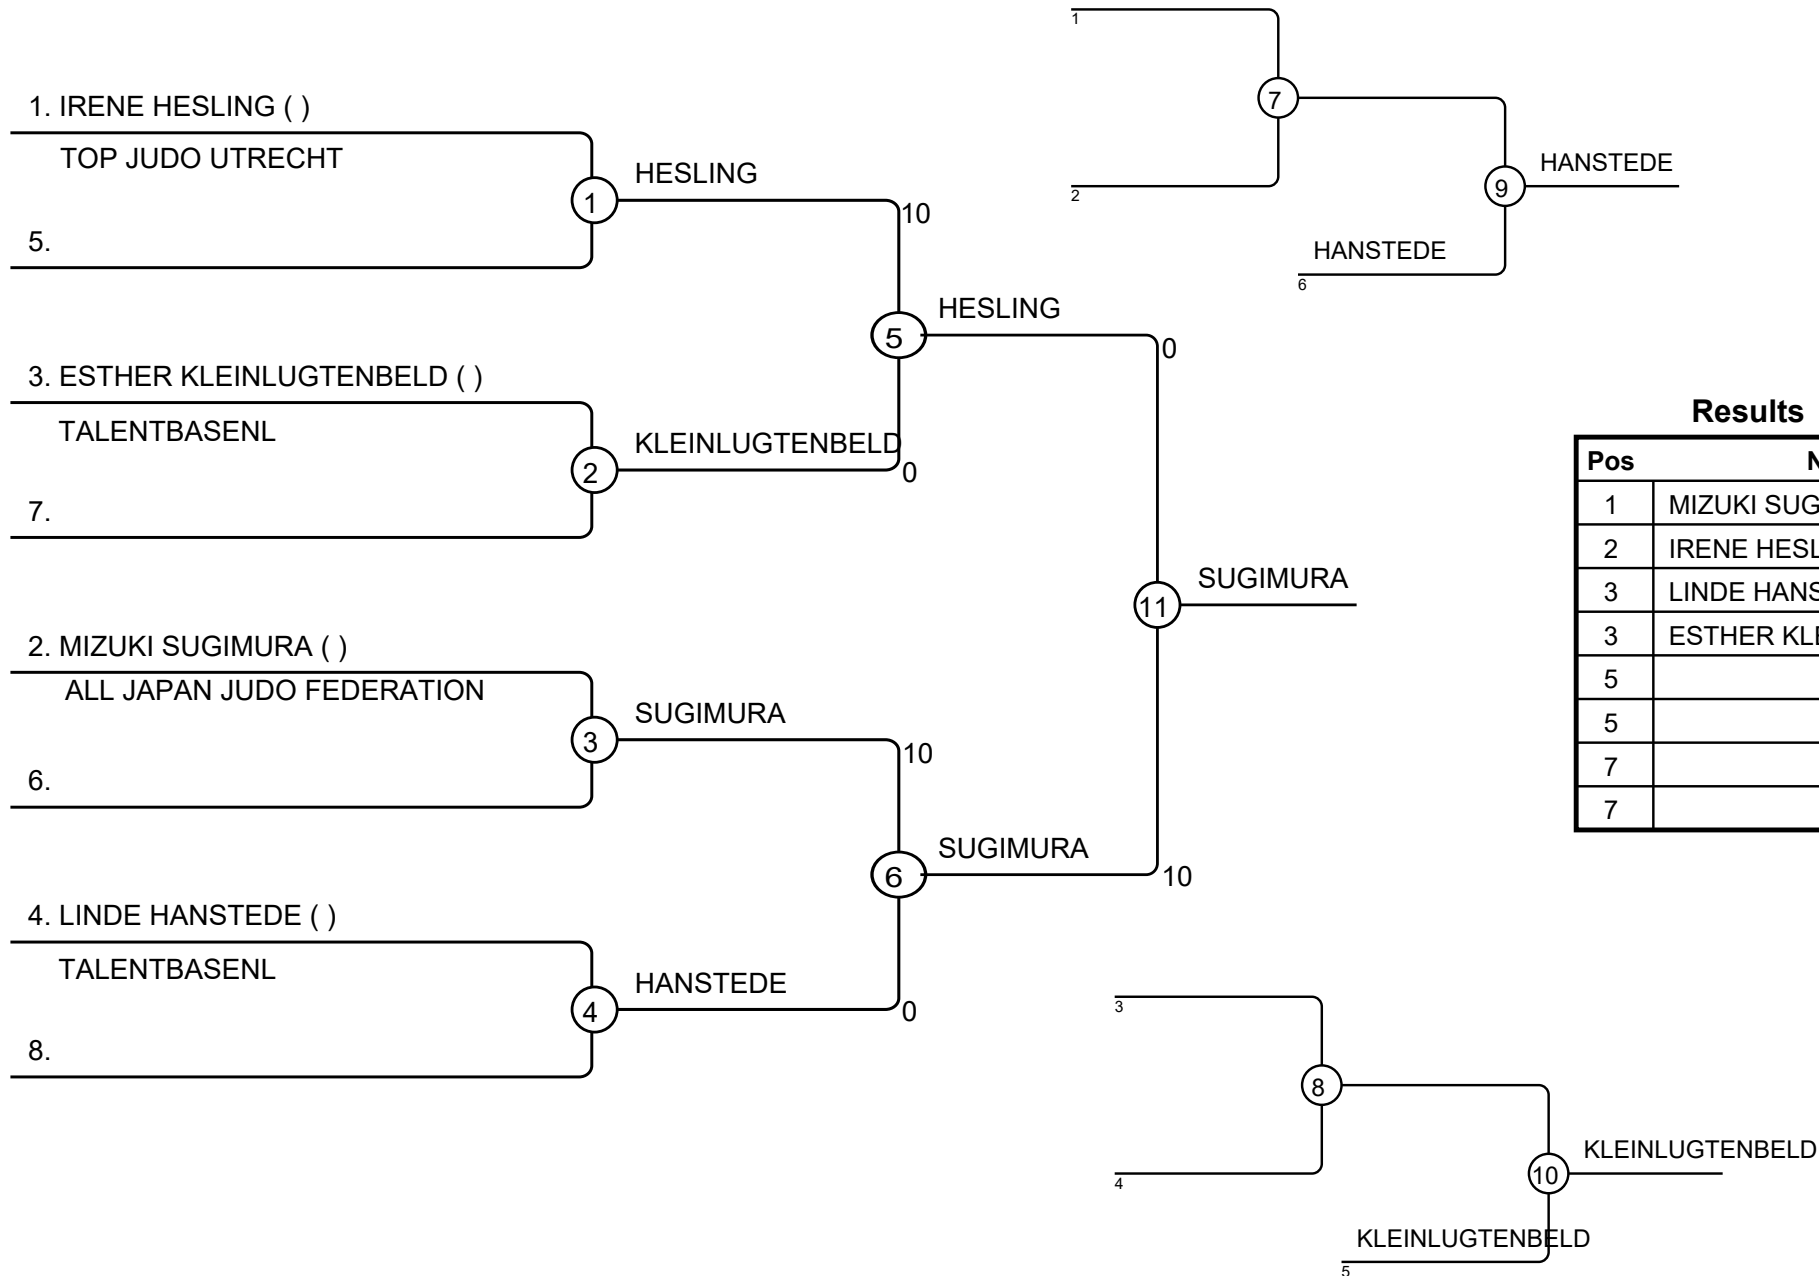 1
7
2
HANSTEDE
9
HANSTEDE
6
1. IRENE HESLING ( )
TOP JUDO UTRECHT
5.
1
HESLING
10
3. ESTHER KLEINLUGTENBELD ( )
TALENTBASENL
7.
2
KLEINLUGTENBELD
0
5
HESLING
0
2. MIZUKI SUGIMURA ( )
ALL JAPAN JUDO FEDERATION
6.
3
SUGIMURA
10
4. LINDE HANSTEDE ( )
TALENTBASENL
8.
4
HANSTEDE
0
6
SUGIMURA
10
11
SUGIMURA
Results
Pos N
1 MIZUKI SUG
2 IRENE HESL
3 LINDE HANS
3 ESTHER KLE
5
5
7
7
3
8
4
10
KLEINLUGTENBELD
KLEINLUGTENBELD
5